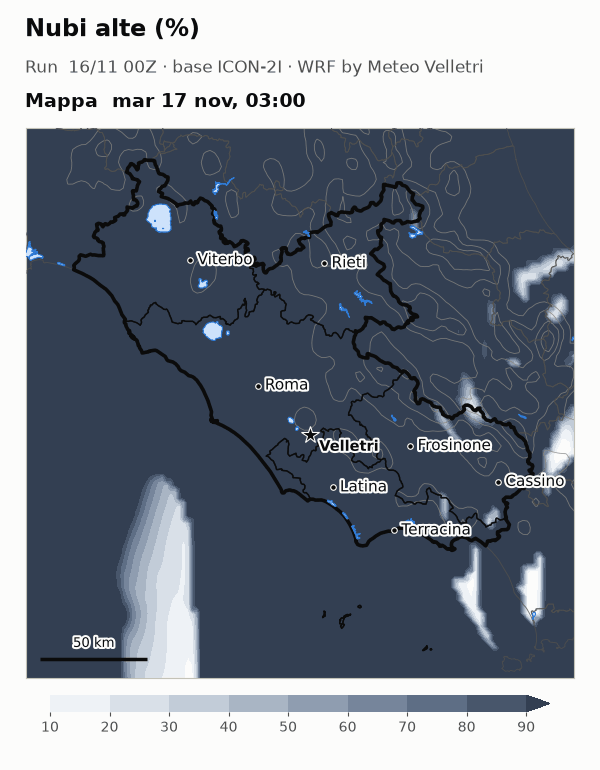 Nubi alte (%)
Run  16/11 00Z · base ICON-2I · WRF by Meteo Velletri
Mappa  mar 17 nov, 03:00
Viterbo
Rieti
Roma
Velletri
Frosinone
Cassino
Latina
Terracina
50 km
10 20 30 40 50 60 70 80 90